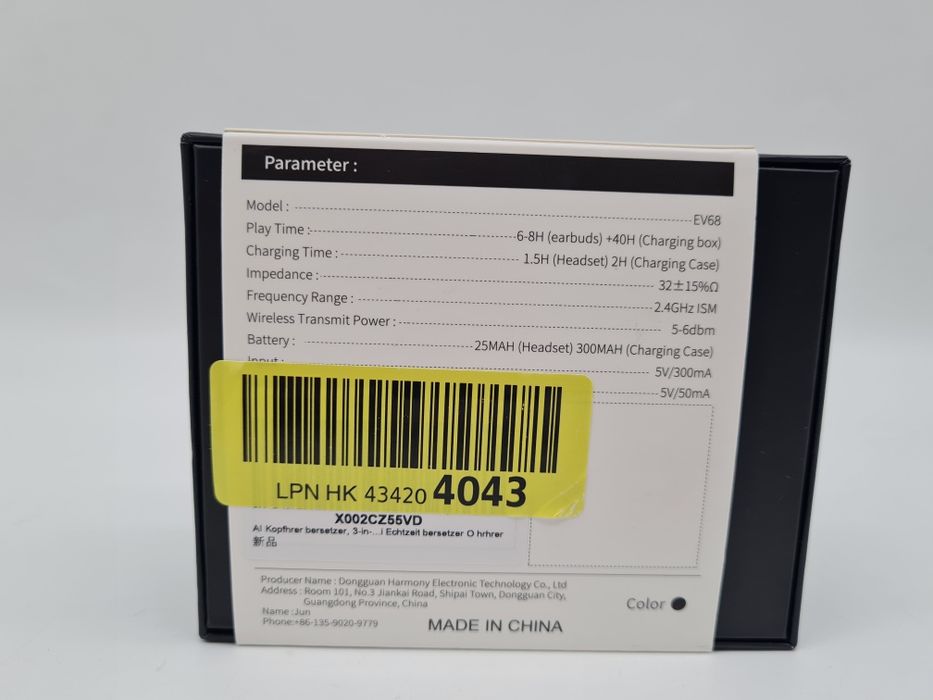 Parameter :
Model : EV68
Play Time : 6-8H (earbuds) +40H (Charging box)
Charging Time : 1.5H (Headset) 2H (Charging Case)
Impedance : 32±15%Ω
Frequency Range : 2.4GHz ISM
Wireless Transmit Power : 5-6dbm
Battery : 25MAH (Headset) 300MAH (Charging Case)
Input: 5V/300mA
5V/50mA
LPN HK 43420 4043
X002CZ55VD
AI Kopfhrer bersetzer, 3-in-...i Echtzeit bersetzer O hrhrer
新品
Producer Name : Dongguan Harmony Electronic Technology Co., Ltd
Address : Room 101, No.3 Jiankai Road, Shipai Town, Dongguan City,
Guangdong Province, China
Name :Jun
Phone:+86-135-9020-9779
MADE IN CHINA
Color